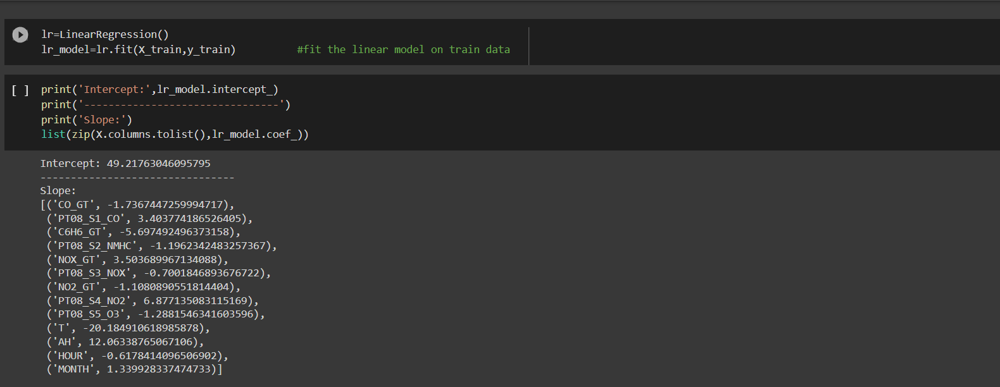 lr=LinearRegression()
lr_model=lr.fit(X_train,y_train)          #fit the linear model on train data
[ ] print('Intercept:',lr_model.intercept_)
print('--------------------------------')
print('Slope:')
list(zip(X.columns.tolist(),lr_model.coef_))
Intercept: 49.21763046095795
--------------------------------
Slope:
[('CO_GT', -1.7367447259994717),
('PT08_S1_CO', 3.403774186526405),
('C6H6_GT', -5.697492496373158),
('PT08_S2_NMHC', -1.1962342483257367),
('NOX_GT', 3.503689967134088),
('PT08_S3_NOX', -0.7001846893676722),
('NO2_GT', -1.1080890551814404),
('PT08_S4_NO2', 6.877135083115169),
('PT08_S5_O3', -1.2881546341603596),
('T', -20.184910618985878),
('AH', 12.06338765067106),
('HOUR', -0.6178414096506902),
('MONTH', 1.339928337474733)]